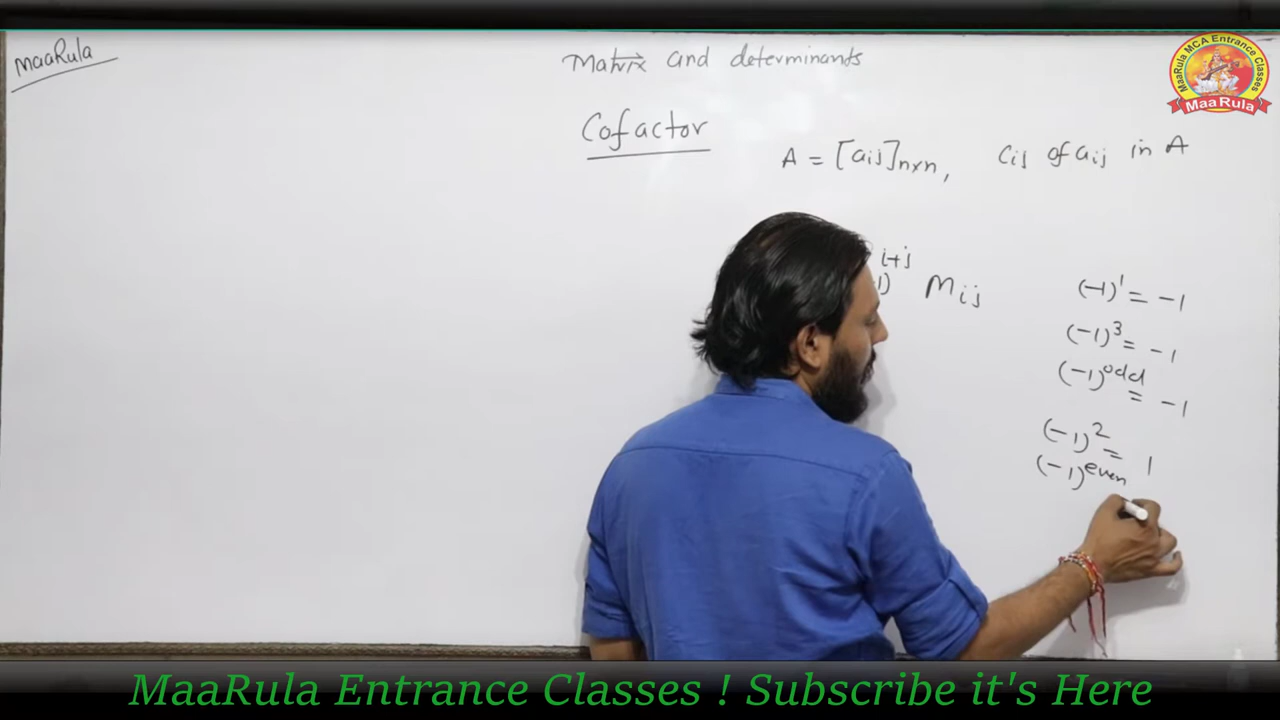 MaaRula
Matrix and determinants
MaaRula MCA Entrance Classes
MaaRula
Cofactor
A = [aij]n×n, Cij of aij in A
1)^i+j Mij
(-1)^1 = -1
(-1)^3 = -1
(-1)^odd = -1
(-1)^2 = 1
(-1)^even
MaaRula Entrance Classes ! Subscribe it's Here